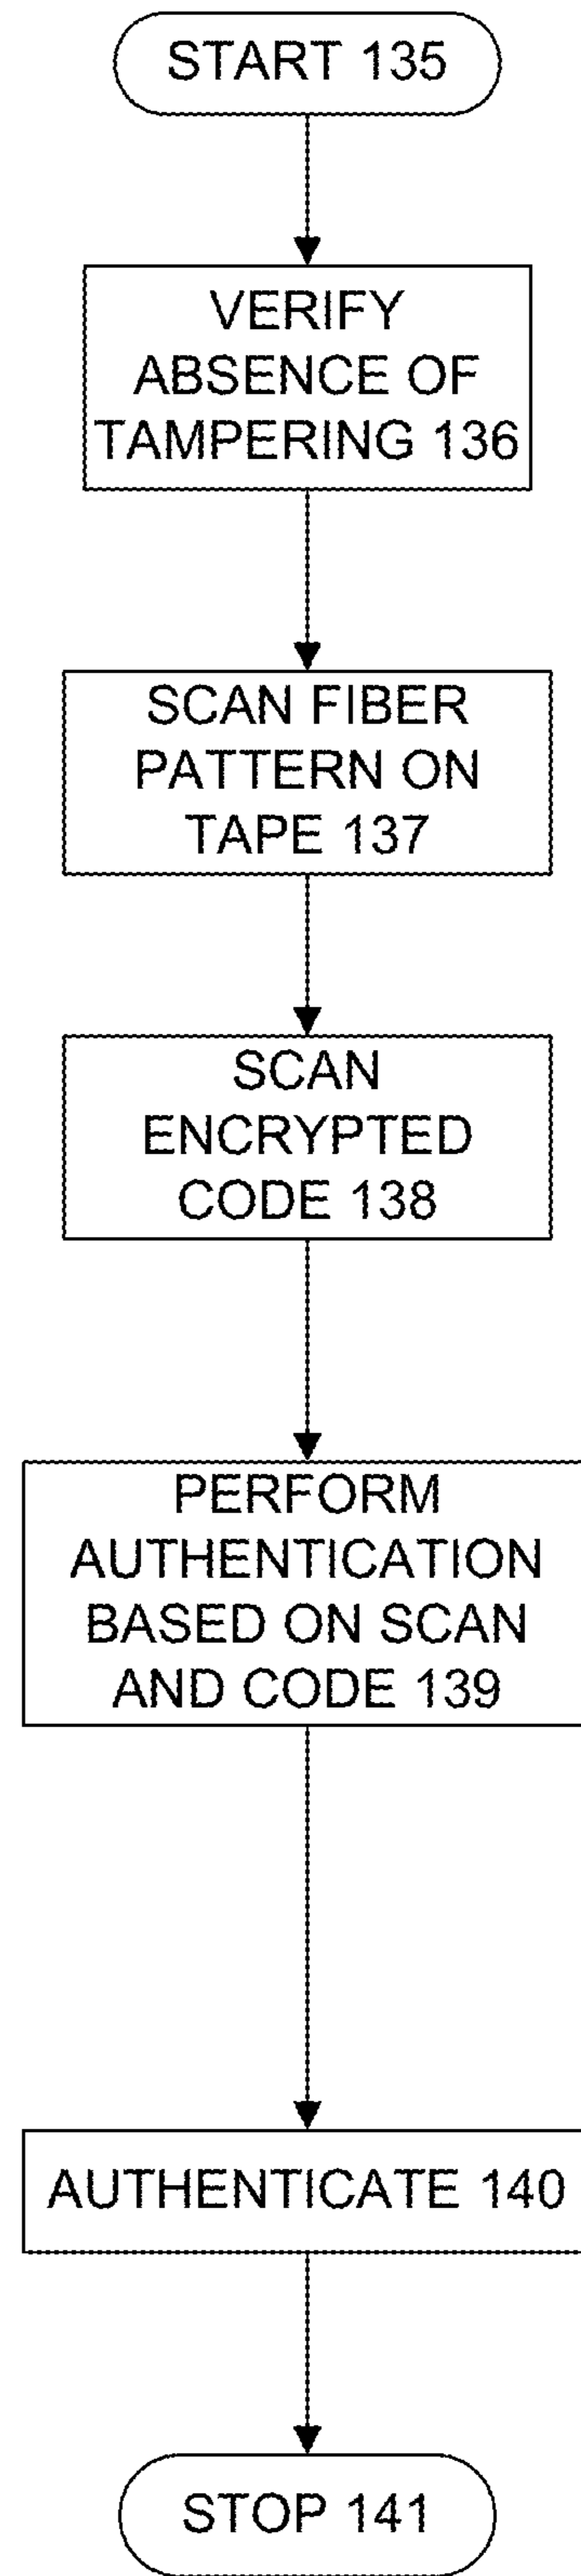 START 135
VERIFY
ABSENCE OF
TAMPERING 136
SCAN FIBER
PATTERN ON
TAPE 137
SCAN
ENCRYPTED
CODE 138
PERFORM
AUTHENTICATION
BASED ON SCAN
AND CODE 139
AUTHENTICATE 140
STOP 141